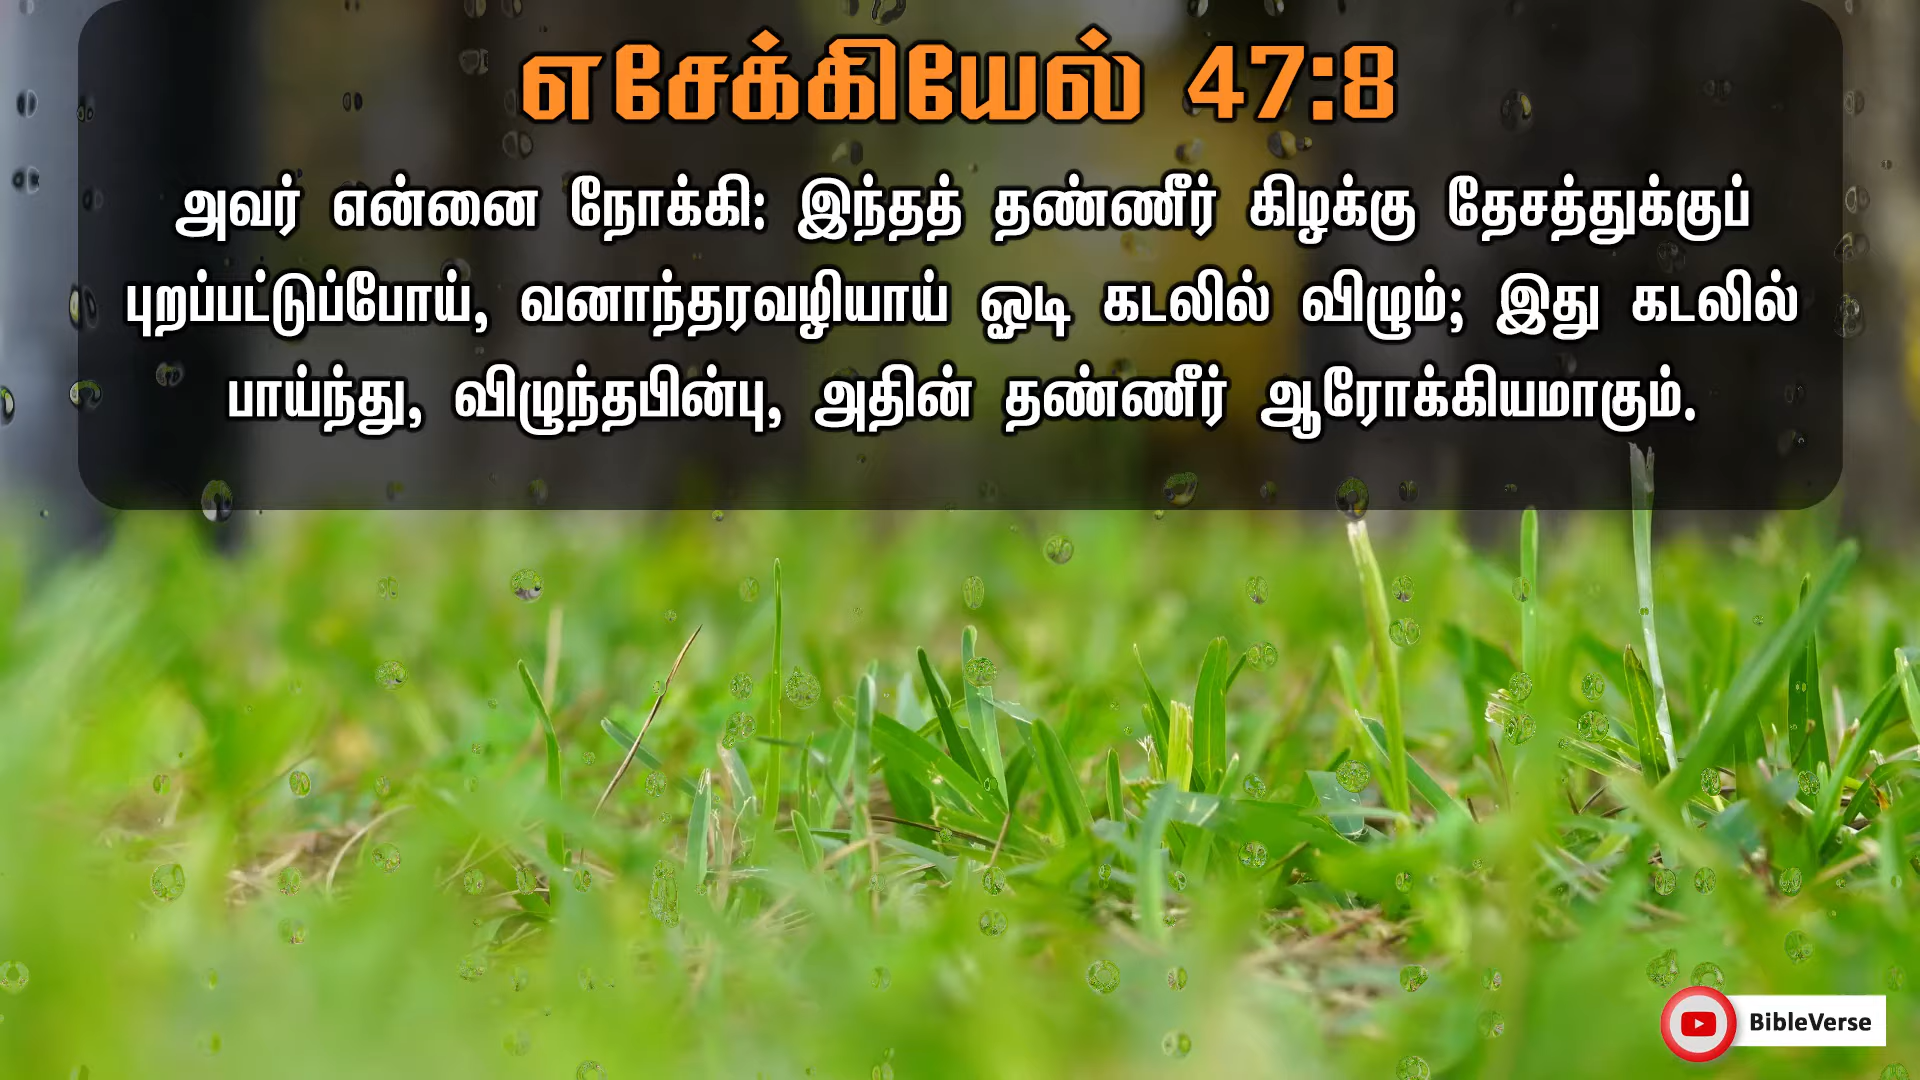 எசேக்கியேல் 47:8
அவர் என்னை நோக்கி: இந்தத் தண்ணீர் கிழக்கு தேசத்துக்குப்
புறப்பட்டுப்போய், வனாந்தரவழியாய் ஓடி கடலில் விழும்; இது கடலில்
பாய்ந்து, விழுந்தபின்பு, அதின் தண்ணீர் ஆரோக்கியமாகும்.
BibleVerse